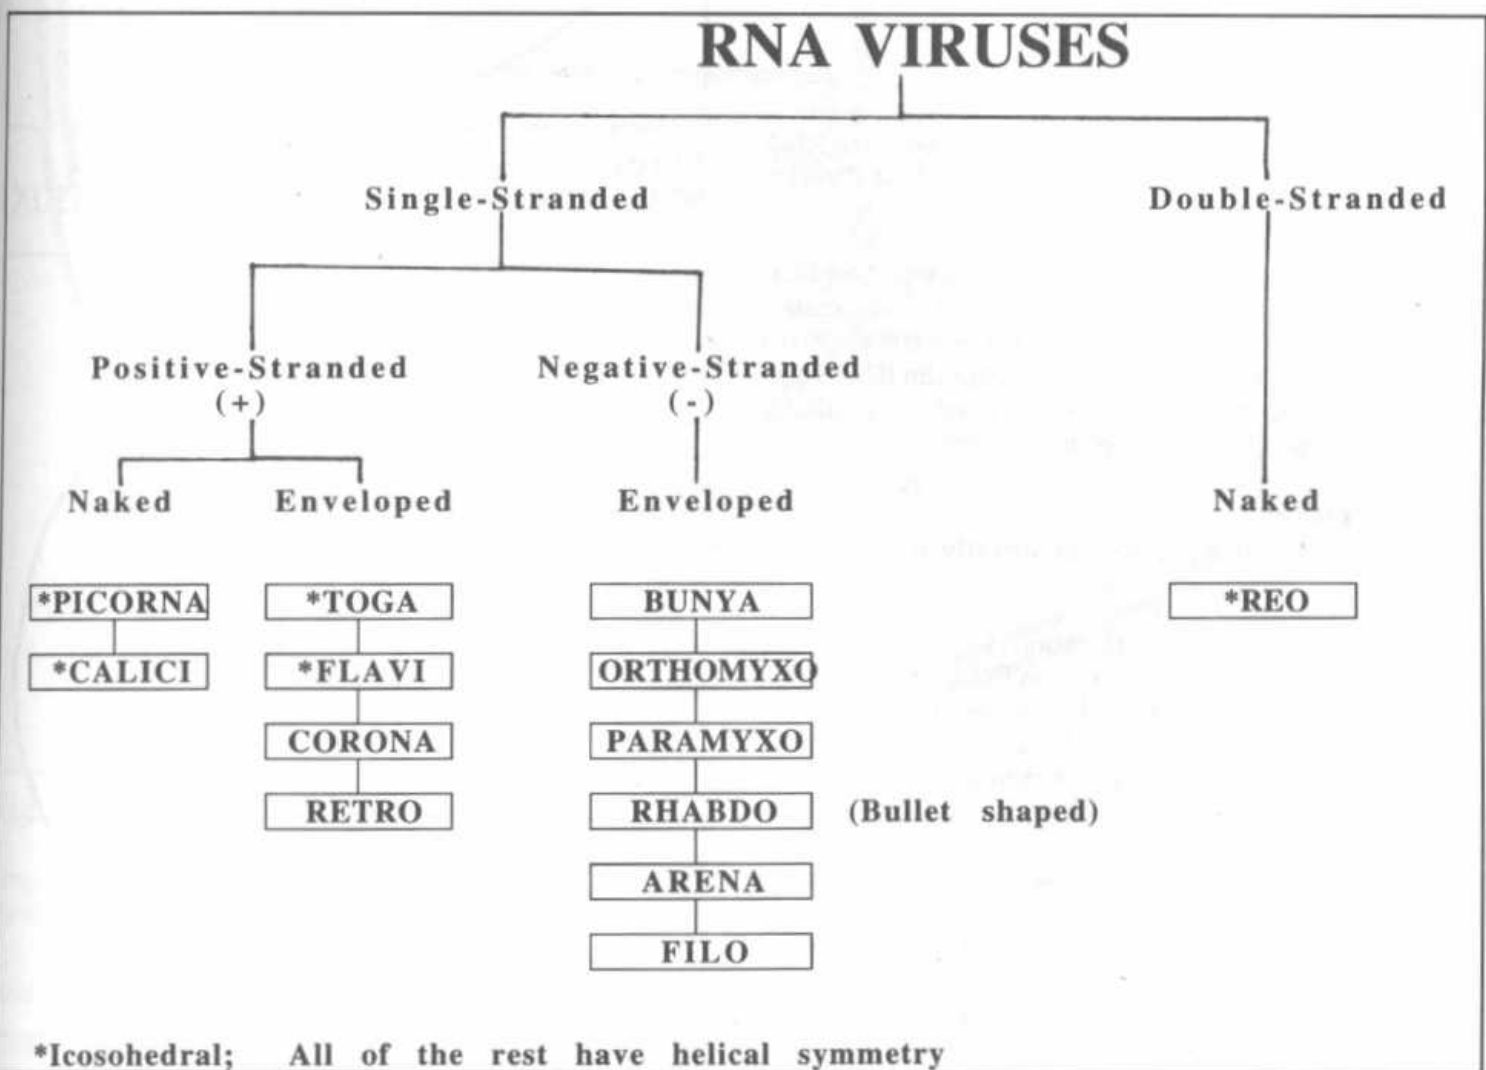 RNA VIRUSES
Single-Stranded Double-Stranded
Positive-Stranded Negative-Stranded
(+) (-)
Naked Enveloped Enveloped Naked
*PICORNA *TOGA BUNYA *REO
*CALICI *FLAVI ORTHOMYXO
CORONA PARAMYXO
RETRO RHABDO (Bullet shaped)
ARENA
FILO
*Icosohedral; All of the rest have helical symmetry